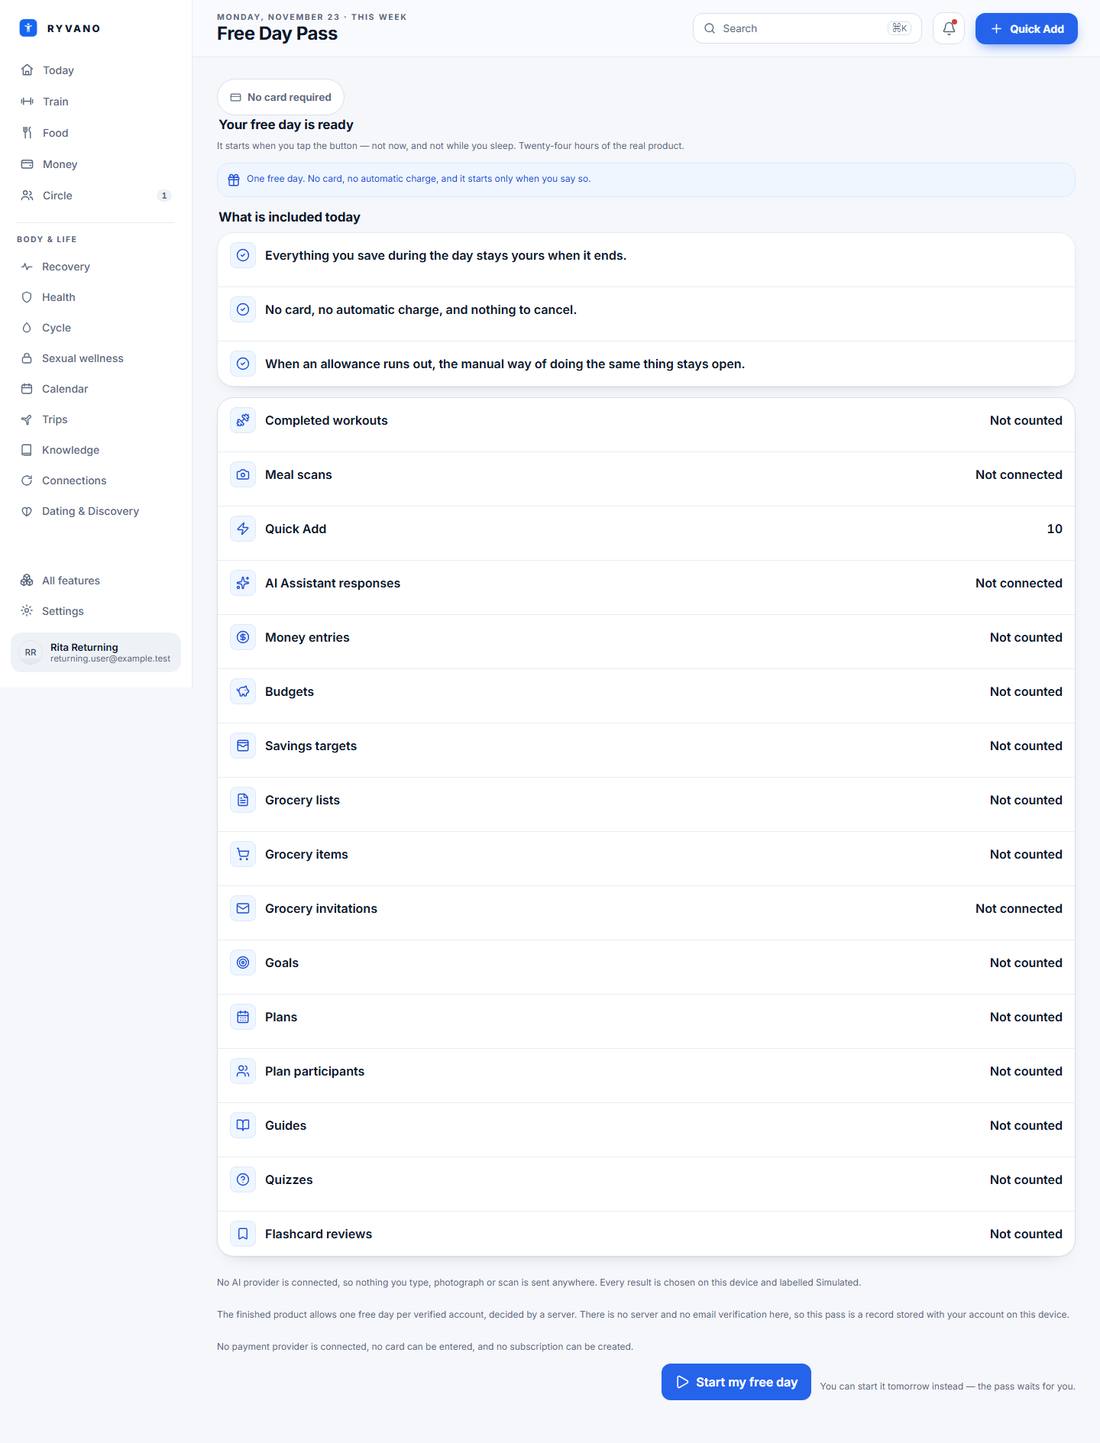 RYVANO
Today
Train
Food
Money
Circle 1
BODY & LIFE
Recovery
Health
Cycle
Sexual wellness
Calendar
Trips
Knowledge
Connections
Dating & Discovery
All features
Settings
RR
Rita Returning
returning.user@example.test
MONDAY, NOVEMBER 23 · THIS WEEK
Free Day Pass
Search ⌘K
Quick Add
No card required
Your free day is ready
It starts when you tap the button — not now, and not while you sleep. Twenty-four hours of the real product.
One free day. No card, no automatic charge, and it starts only when you say so.
What is included today
Everything you save during the day stays yours when it ends.
No card, no automatic charge, and nothing to cancel.
When an allowance runs out, the manual way of doing the same thing stays open.
Completed workouts Not counted
Meal scans Not connected
Quick Add 10
AI Assistant responses Not connected
Money entries Not counted
Budgets Not counted
Savings targets Not counted
Grocery lists Not counted
Grocery items Not counted
Grocery invitations Not connected
Goals Not counted
Plans Not counted
Plan participants Not counted
Guides Not counted
Quizzes Not counted
Flashcard reviews Not counted
No AI provider is connected, so nothing you type, photograph or scan is sent anywhere. Every result is chosen on this device and labelled Simulated.
The finished product allows one free day per verified account, decided by a server. There is no server and no email verification here, so this pass is a record stored with your account on this device.
No payment provider is connected, no card can be entered, and no subscription can be created.
Start my free day
You can start it tomorrow instead — the pass waits for you.